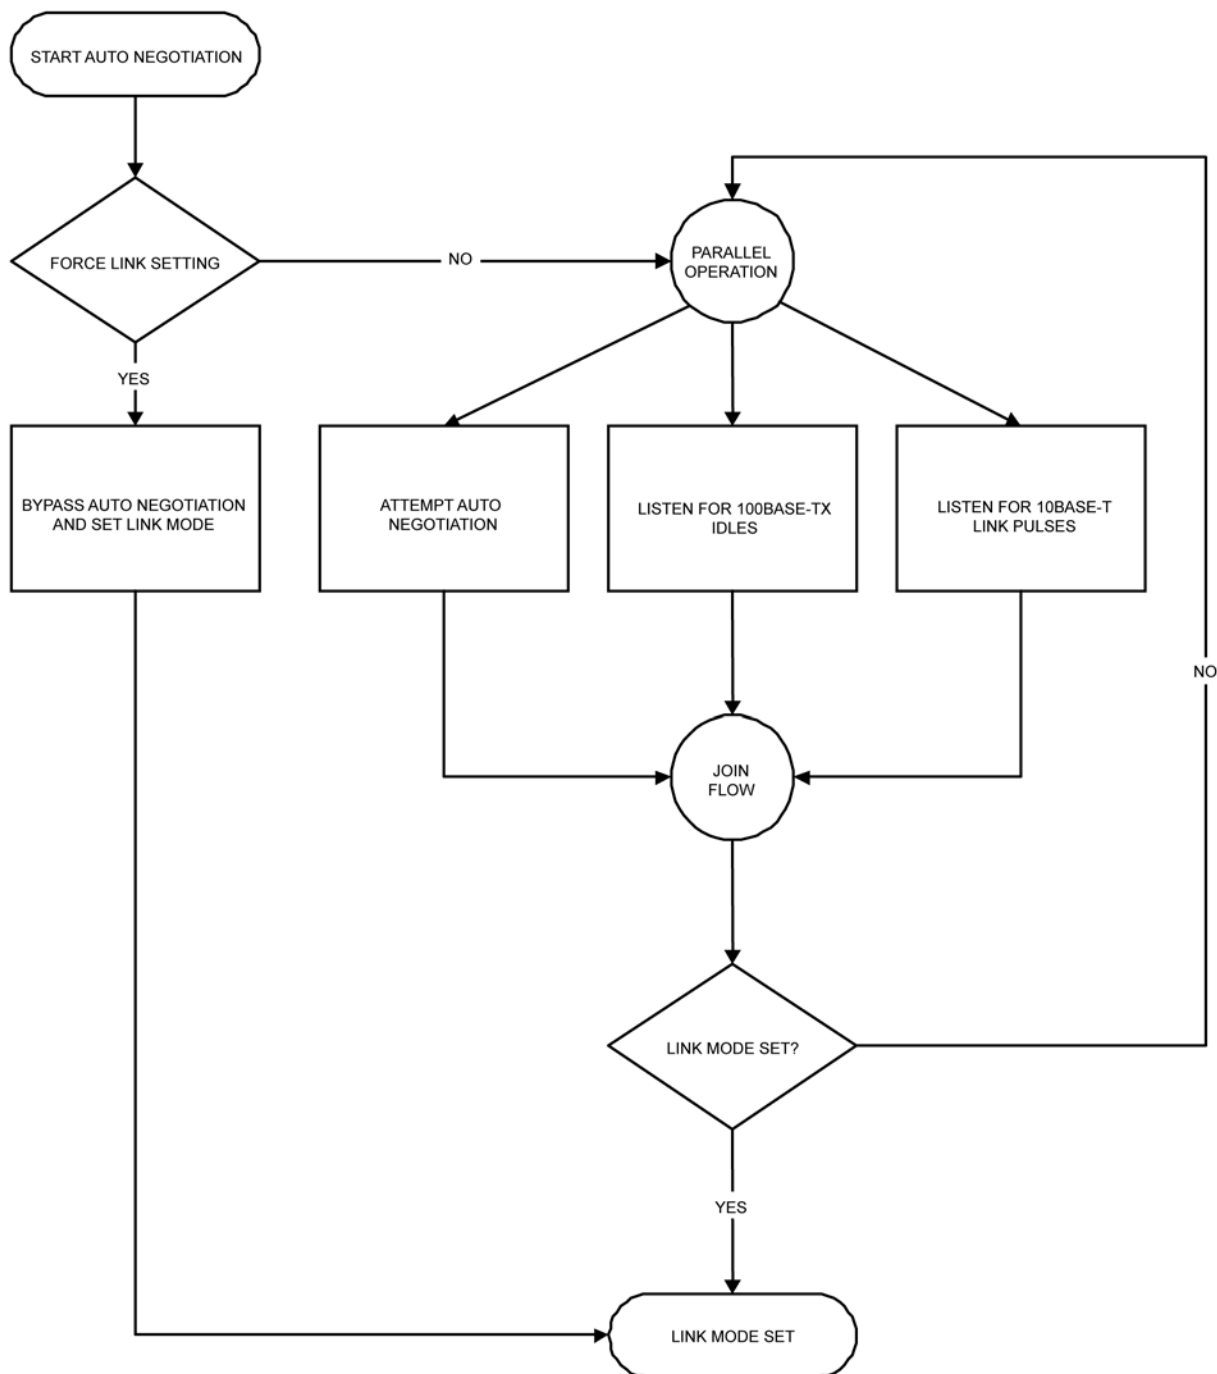 START AUTO NEGOTIATION
FORCE LINK SETTING
NO
PARALLEL
OPERATION
YES
BYPASS AUTO NEGOTIATION
AND SET LINK MODE
ATTEMPT AUTO
NEGOTIATION
LISTEN FOR 100BASE-TX
IDLES
LISTEN FOR 10BASE-T
LINK PULSES
NO
JOIN
FLOW
LINK MODE SET?
YES
LINK MODE SET